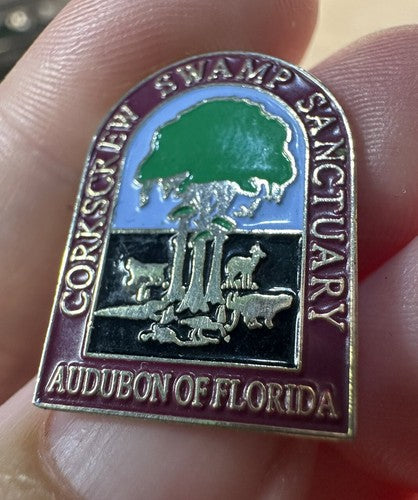 CORKSCREW SWAMP SANCTUARY
AUDUBON OF FLORIDA